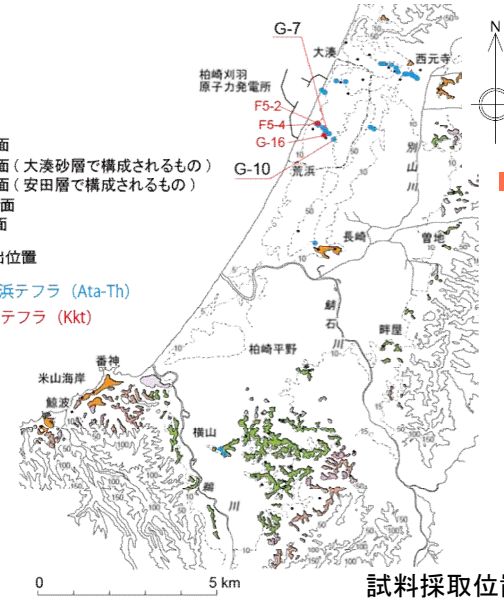 G-7
大湊
西元寺
N
柏崎刈羽
原子力発電所
F5-2
F5-4
G-16
G-10
荒浜
別山川
面
面(大湊砂層で構成されるもの)
面(安田層で構成されるもの)
面
面
出位置
浜テフラ(Ata-Th)
テフラ(Kkt)
長崎
曽地
鯖石川
柏崎平野
畔屋
番神
米山海岸
鯨波
横山
鵜川
0 5 km
試料採取位